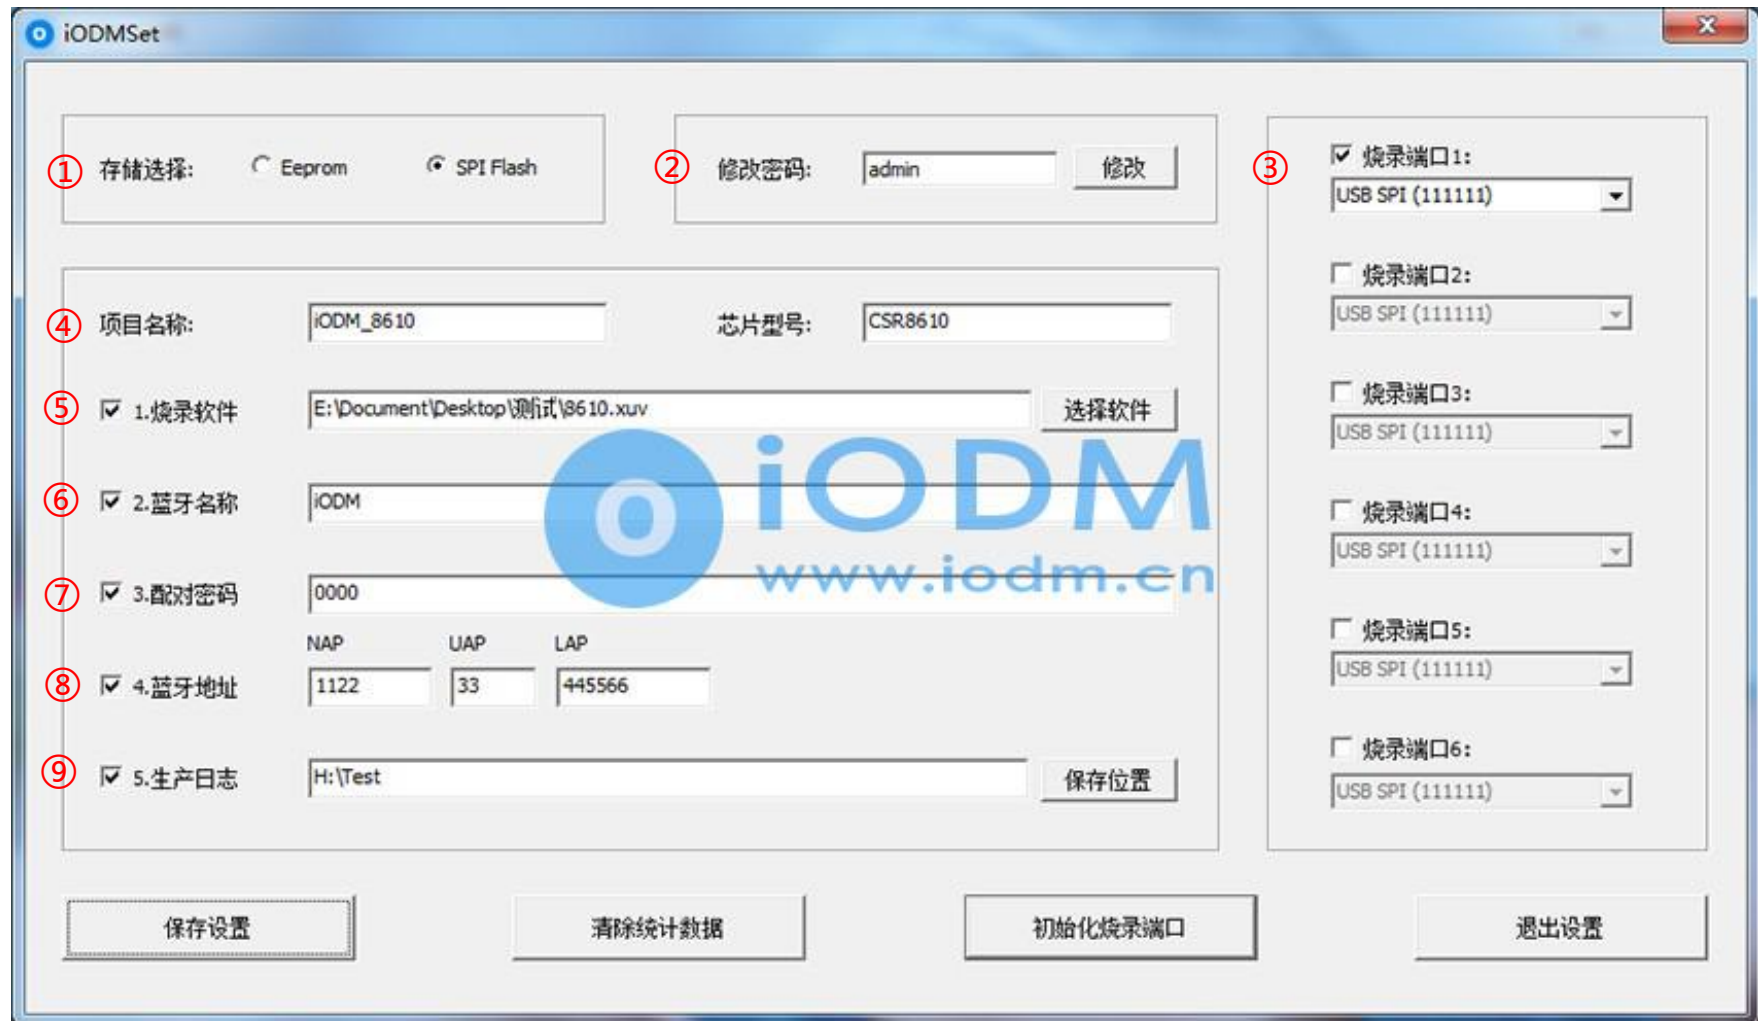 iODMSet
① 存储选择: Eeprom SPI Flash
② 修改密码: admin 修改
③ 烧录端口1:
USB SPI (111111)
烧录端口2:
USB SPI (111111)
烧录端口3:
USB SPI (111111)
烧录端口4:
USB SPI (111111)
烧录端口5:
USB SPI (111111)
烧录端口6:
USB SPI (111111)
④ 项目名称: iODM_8610 芯片型号: CSR8610
⑤ 1.烧录软件 E:\Document\Desktop\测试\8610.xuv 选择软件
⑥ 2.蓝牙名称 iODM
iODM
www.iodm.cn
⑦ 3.配对密码 0000
NAP UAP LAP
⑧ 4.蓝牙地址 1122 33 445566
⑨ 5.生产日志 H:\Test 保存位置
保存设置 清除统计数据 初始化烧录端口 退出设置